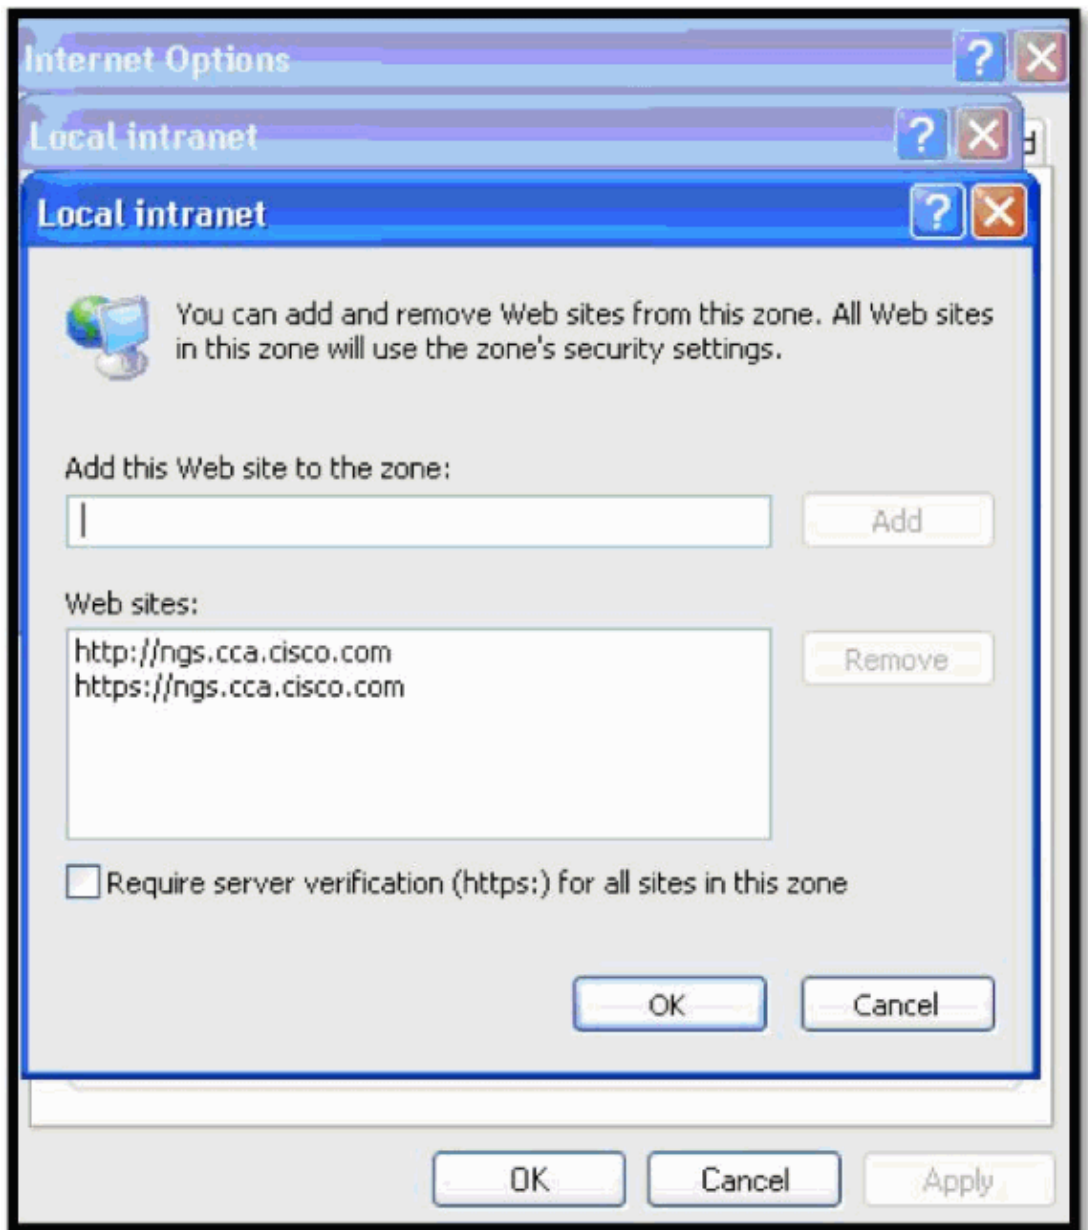 Internet Options
Local intranet
d
Local intranet
You can add and remove Web sites from this zone. All Web sites
in this zone will use the zone's security settings.
Add this Web site to the zone:
Add
Web sites:
http://ngs.cca.cisco.com
https://ngs.cca.cisco.com
Remove
Require server verification (https:) for all sites in this zone
OK Cancel
OK Cancel Apply